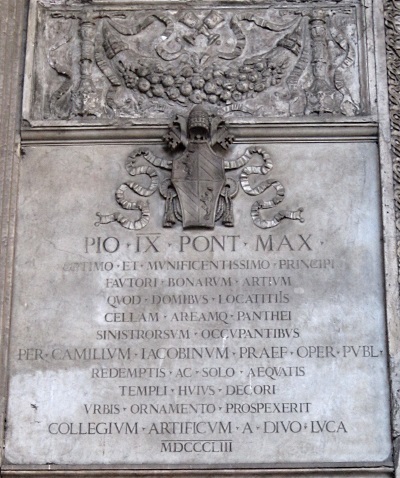 PIO · IX · PONT · MAX ·
OPTIMO · ET · MVNIFICENTISSIMO · PRINCIPI
FAVTORI · BONARVM · ARTIVM
QVOD · DOMIBVS · LOCATITIIS
CELLAM · AREAMQ · PANTHEI
SINISTRORSVM · OCCVPANTIBVS
PER · CAMILLVM · IACOBINVM · PRAEF · OPER · PVBL ·
REDEMPTIS · AC · SOLO · AEQVATIS
TEMPLI · HVIVS · DECORI
VRBIS · ORNAMENTO · PROSPEXERIT
COLLEGIVM · ARTIFICVM · A · DIVO · LVCA
MDCCCLIII